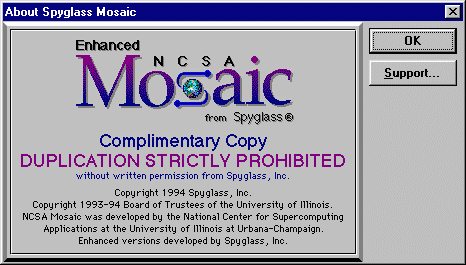 About Spyglass Mosaic
OK
Support...
Enhanced
NCSA
Mosaic
from Spyglass®
Complimentary Copy
DUPLICATION STRICTLY PROHIBITED
without written permission from Spyglass, Inc.
Copyright 1994 Spyglass, Inc.
Copyright 1993-94 Board of Trustees of the University of Illinois.
NCSA Mosaic was developed by the National Center for Supercomputing
Applications at the University of Illinois at Urbana-Champaign.
Enhanced versions developed by Spyglass, Inc.